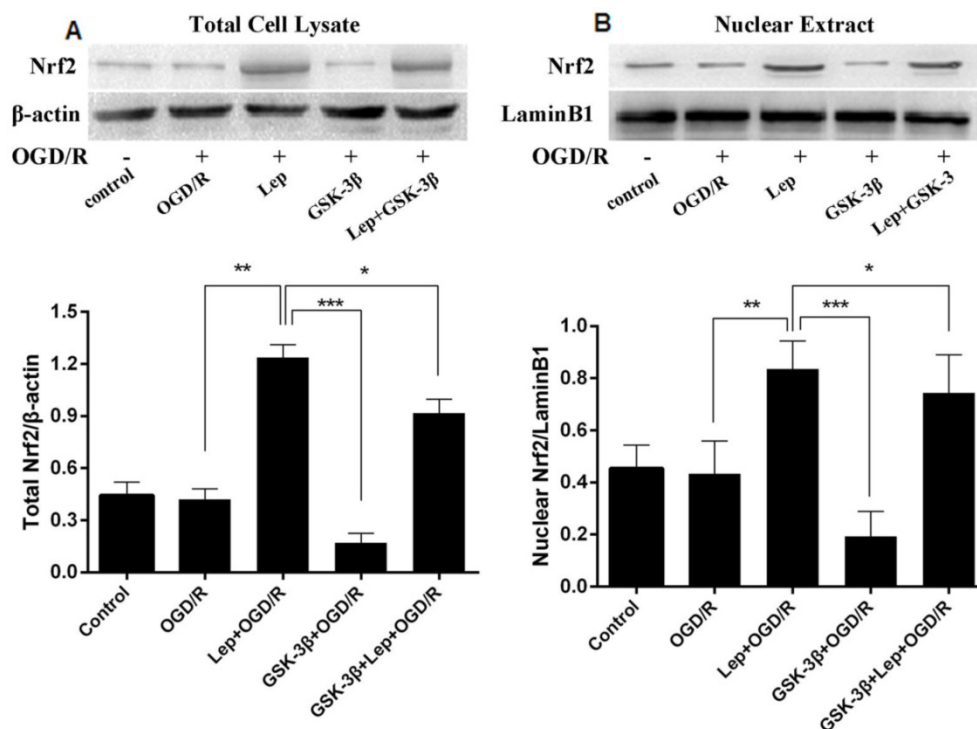 A
Total Cell Lysate
Nrf2
β-actin
OGD/R - + + + +
control OGD/R Lep GSK-3β Lep+GSK-3β
** * ***
Total Nrf2/β-actin
1.5
1.2
0.9
0.6
0.3
0.0
Control OGD/R Lep+OGD/R GSK-3β+OGD/R GSK-3β+Lep+OGD/R
B
Nuclear Extract
Nrf2
LaminB1
OGD/R - + + + +
control OGD/R Lep GSK-3β Lep+GSK-3
** * ***
Nuclear Nrf2/LaminB1
1.0
0.8
0.6
0.4
0.2
0.0
Control OGD/R Lep+OGD/R GSK-3β+OGD/R GSK-3β+Lep+OGD/R